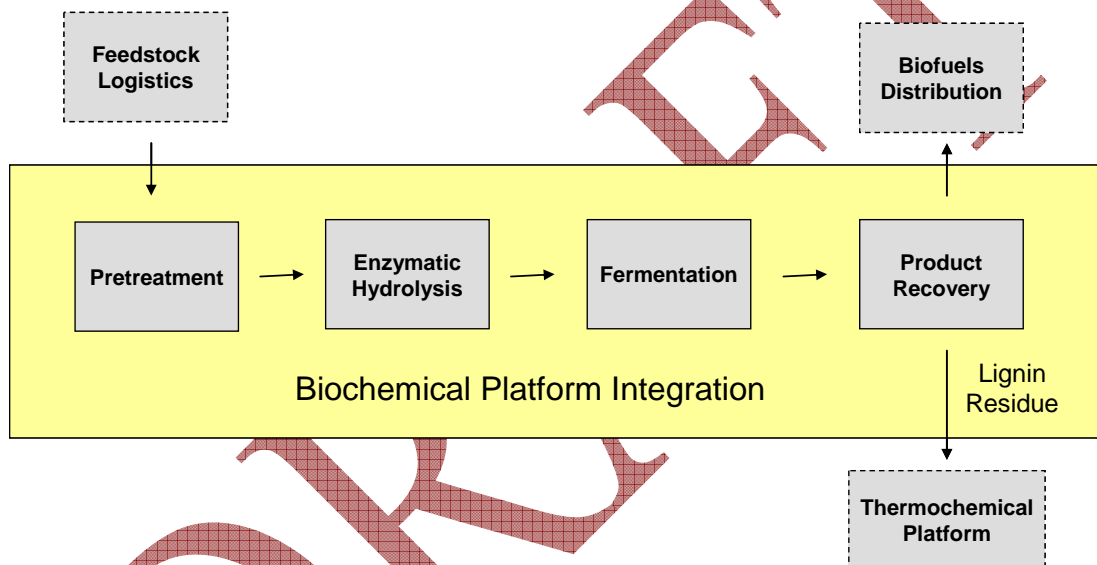 Feedstock
Logistics
Biofuels
Distribution
Pretreatment
Enzymatic
Hydrolysis
Fermentation
Product
Recovery
Biochemical Platform Integration
Lignin
Residue
Thermochemical
Platform